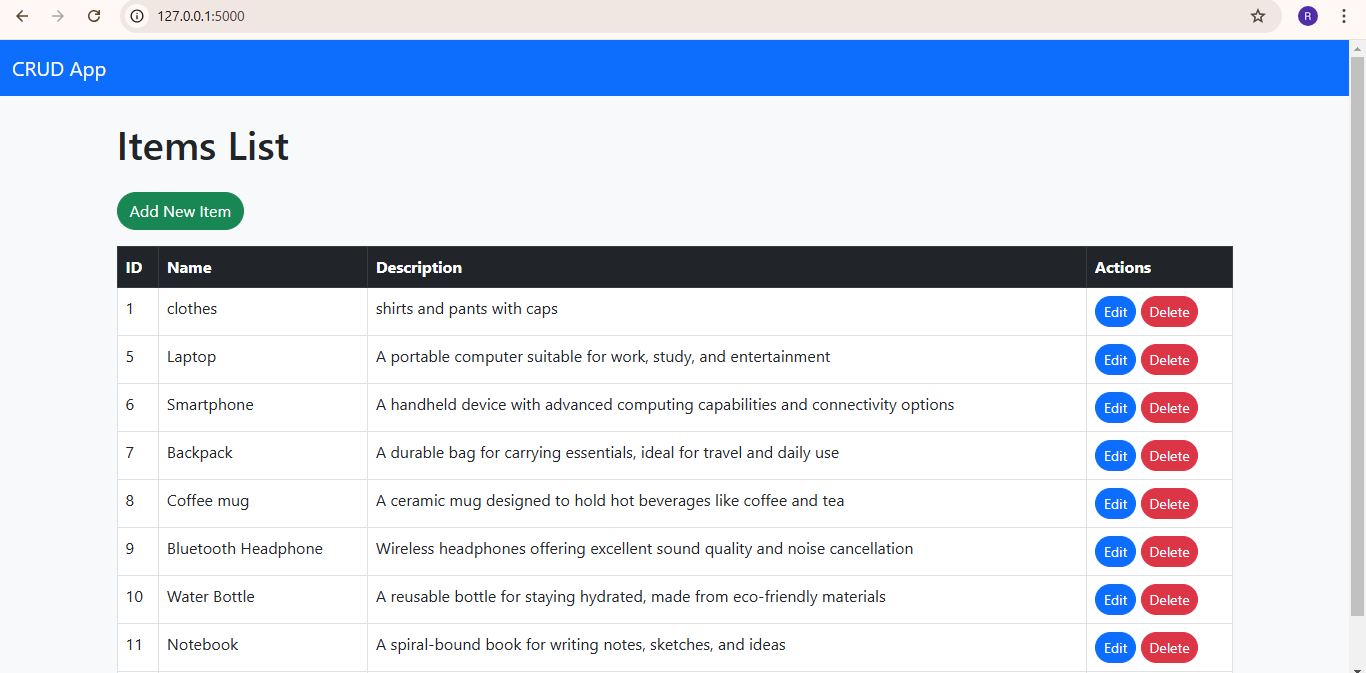 127.0.0.1:5000
R
CRUD App
Items List
Add New Item
ID Name Description Actions
1 clothes shirts and pants with caps Edit Delete
5 Laptop A portable computer suitable for work, study, and entertainment Edit Delete
6 Smartphone A handheld device with advanced computing capabilities and connectivity options Edit Delete
7 Backpack A durable bag for carrying essentials, ideal for travel and daily use Edit Delete
8 Coffee mug A ceramic mug designed to hold hot beverages like coffee and tea Edit Delete
9 Bluetooth Headphone Wireless headphones offering excellent sound quality and noise cancellation Edit Delete
10 Water Bottle A reusable bottle for staying hydrated, made from eco-friendly materials Edit Delete
11 Notebook A spiral-bound book for writing notes, sketches, and ideas Edit Delete